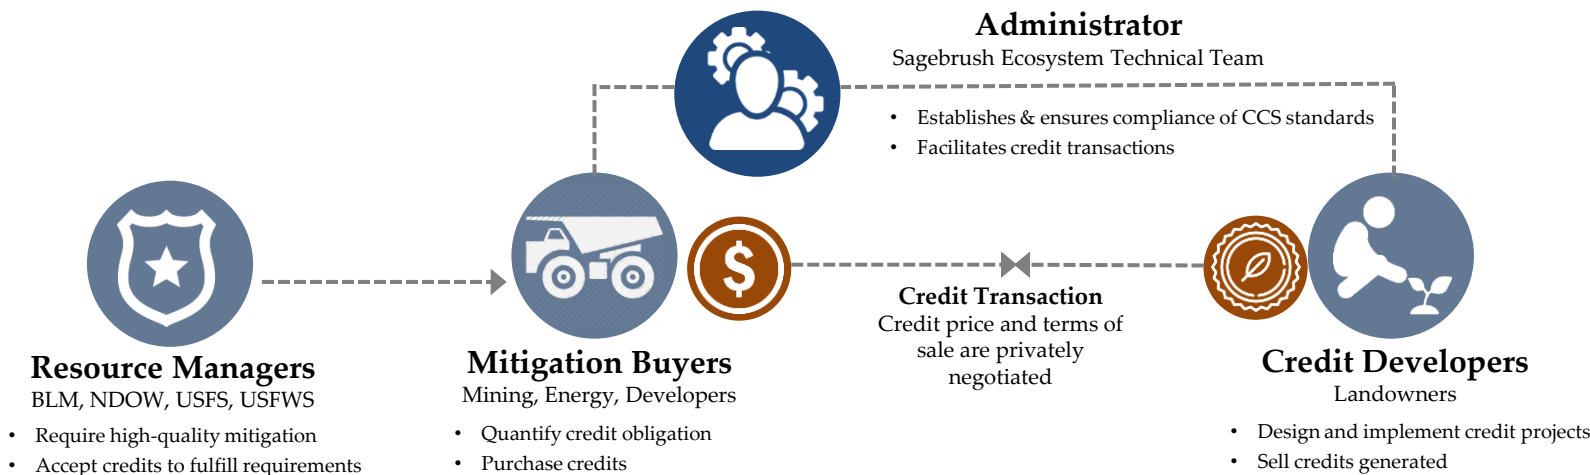 Administrator
Sagebrush Ecosystem Technical Team
• Establishes & ensures compliance of CCS standards
• Facilitates credit transactions
$
Credit Transaction
Credit price and terms of
sale are privately
negotiated
Resource Managers
BLM, NDOW, USFS, USFWS
• Require high-quality mitigation
• Accept credits to fulfill requirements
Mitigation Buyers
Mining, Energy, Developers
• Quantify credit obligation
• Purchase credits
Credit Developers
Landowners
• Design and implement credit projects
• Sell credits generated